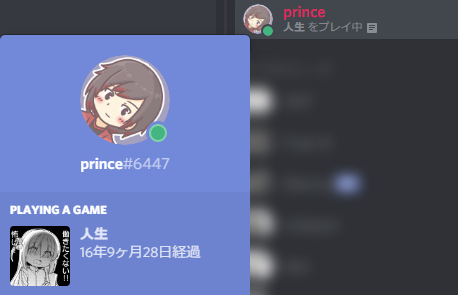 prince
人生 をプレイ中
prince#6447
PLAYING A GAME
働きたくない!!
人生
16年9ヶ月28日経過